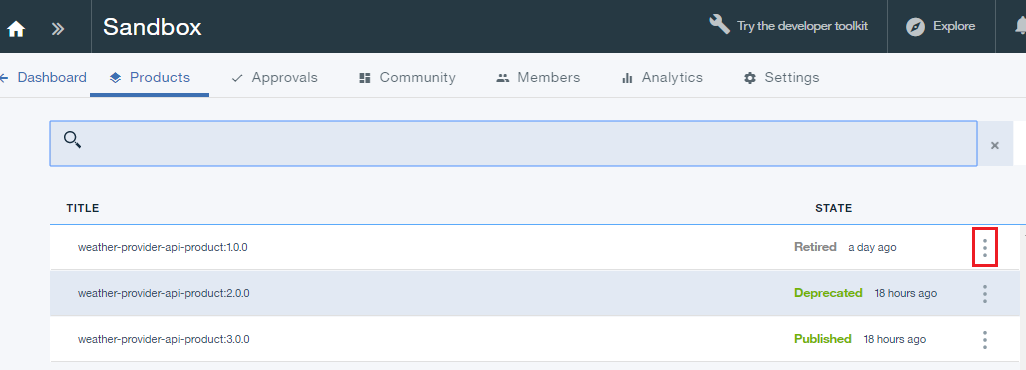 Sandbox Try the developer toolkit Explore
Dashboard Products Approvals Community Members Analytics Settings
TITLE STATE
weather-provider-api-product:1.0.0 Retired a day ago
weather-provider-api-product:2.0.0 Deprecated 18 hours ago
weather-provider-api-product:3.0.0 Published 18 hours ago